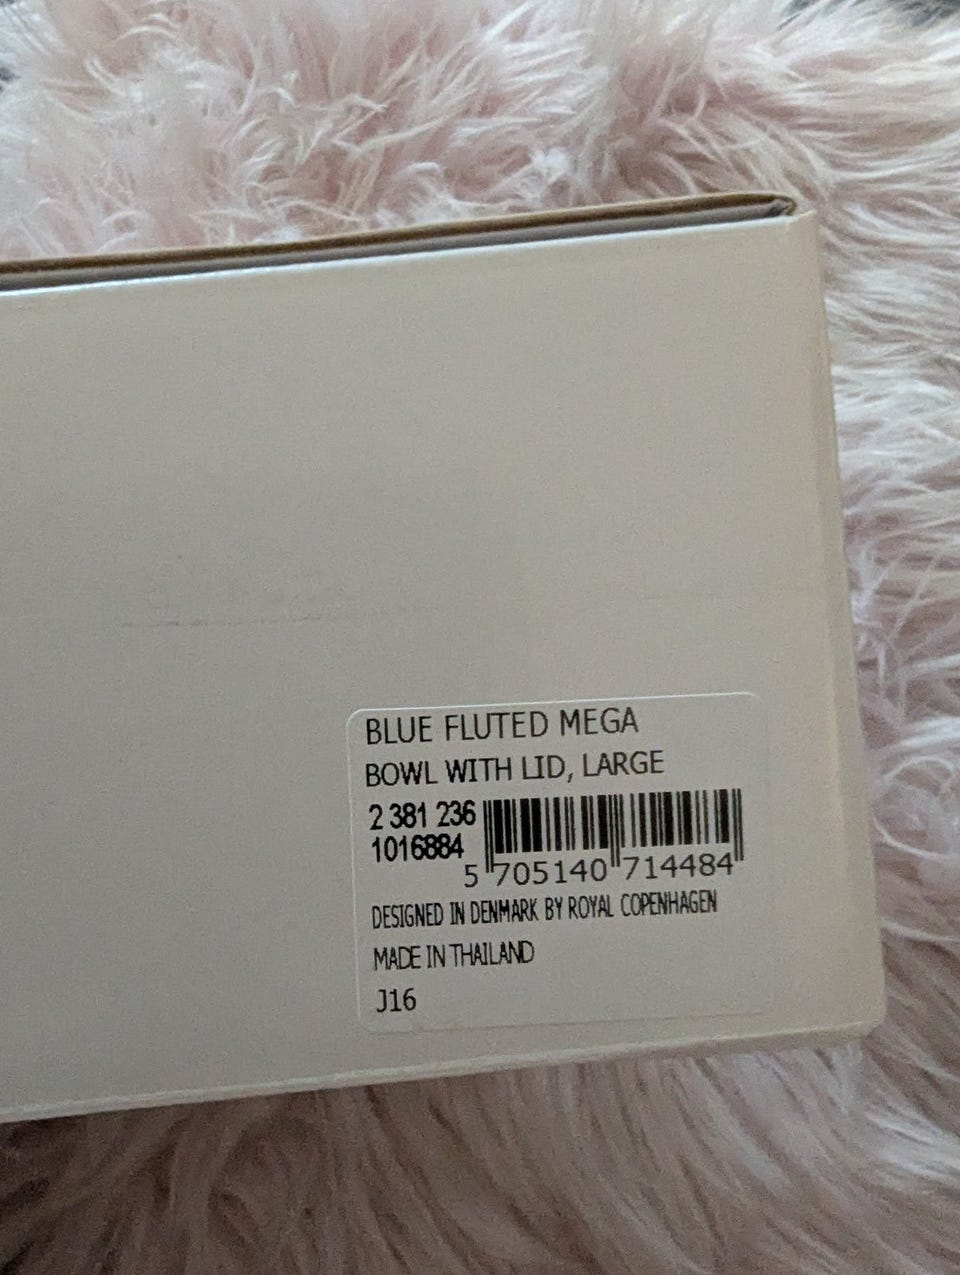 BLUE FLUTED MEGA
BOWL WITH LID, LARGE
2 381 236
1016884
5 705140 714484
DESIGNED IN DENMARK BY ROYAL COPENHAGEN
MADE IN THAILAND
J16